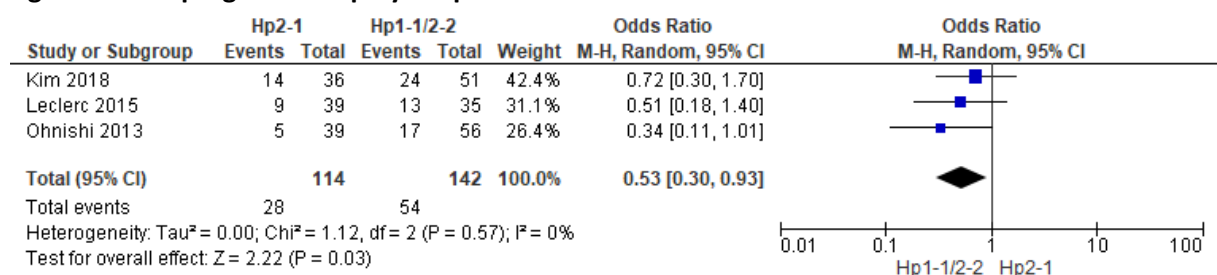 Hp2-1 Hp1-1/2-2 Odds Ratio Odds Ratio
Study or Subgroup Events Total Events Total Weight M-H, Random, 95% CI M-H, Random, 95% CI
Kim 2018 14 36 24 51 42.4% 0.72 [0.30, 1.70]
Leclerc 2015 9 39 13 35 31.1% 0.51 [0.18, 1.40]
Ohnishi 2013 5 39 17 56 26.4% 0.34 [0.11, 1.01]
Total (95% CI) 114 142 100.0% 0.53 [0.30, 0.93]
Total events 28 54
Heterogeneity: Tau² = 0.00; Chi² = 1.12, df = 2 (P = 0.57); I² = 0%
Test for overall effect: Z = 2.22 (P = 0.03)
0.01 0.1 1 10 100
Hp1-1/2-2 Hp2-1